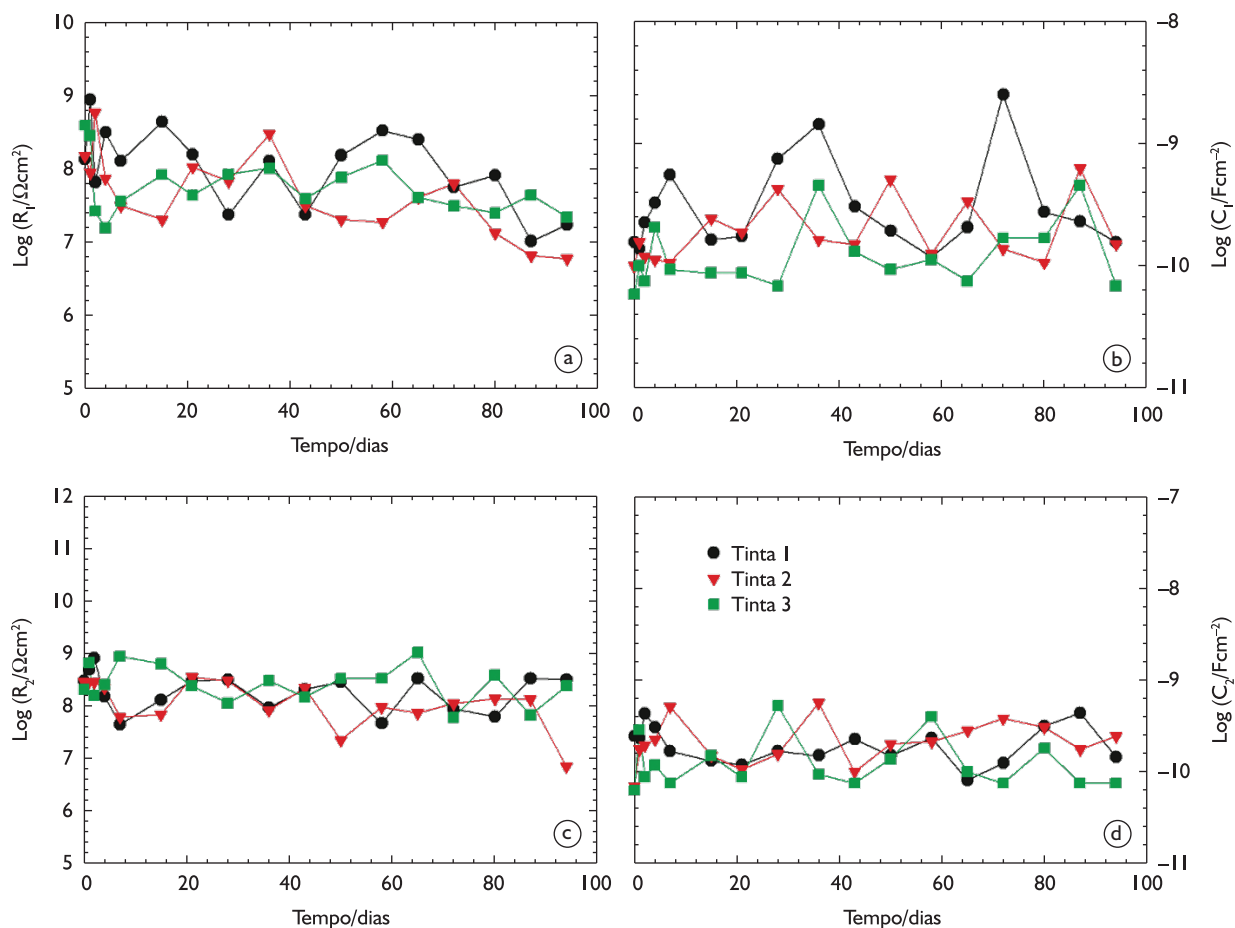 10
9
8
7
6
5
Log (R₁/Ωcm²)
0 20 40 60 80 100
Tempo/dias
a
−8
−9
−10
−11
Log (C₁/Fcm⁻²)
0 20 40 60 80 100
Tempo/dias
b
12
11
10
9
8
7
6
5
Log (R₂/Ωcm²)
0 20 40 60 80 100
Tempo/dias
c
Tinta 1
Tinta 2
Tinta 3
−7
−8
−9
−10
−11
Log (C₂/Fcm⁻²)
0 20 40 60 80 100
Tempo/dias
d